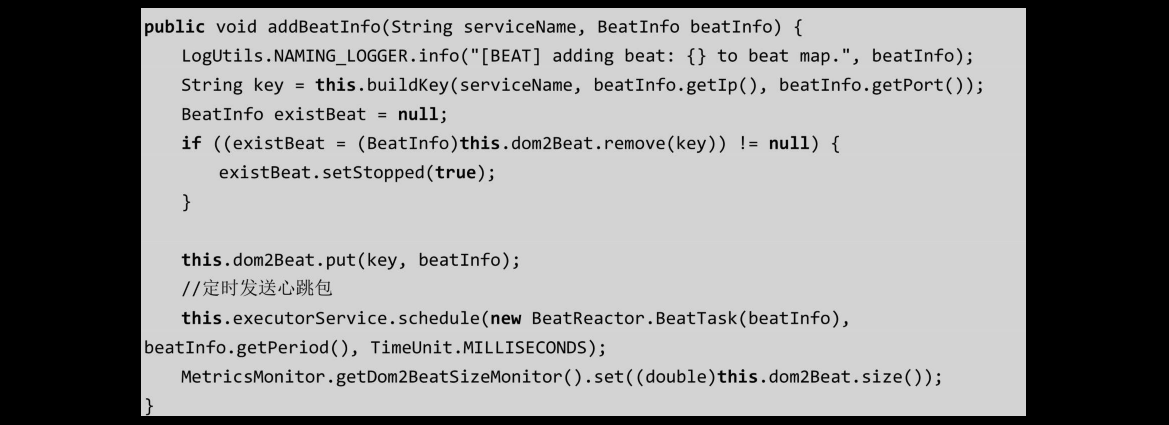 public void addBeatInfo(String serviceName, BeatInfo beatInfo) {
LogUtils.NAMING_LOGGER.info("[BEAT] adding beat: {} to beat map.", beatInfo);
String key = this.buildKey(serviceName, beatInfo.getIp(), beatInfo.getPort());
BeatInfo existBeat = null;
if ((existBeat = (BeatInfo)this.dom2Beat.remove(key)) != null) {
existBeat.setStopped(true);
}
this.dom2Beat.put(key, beatInfo);
//定时发送心跳包
this.executorService.schedule(new BeatReactor.BeatTask(beatInfo),
beatInfo.getPeriod(), TimeUnit.MILLISECONDS);
MetricsMonitor.getDom2BeatSizeMonitor().set((double)this.dom2Beat.size());
}